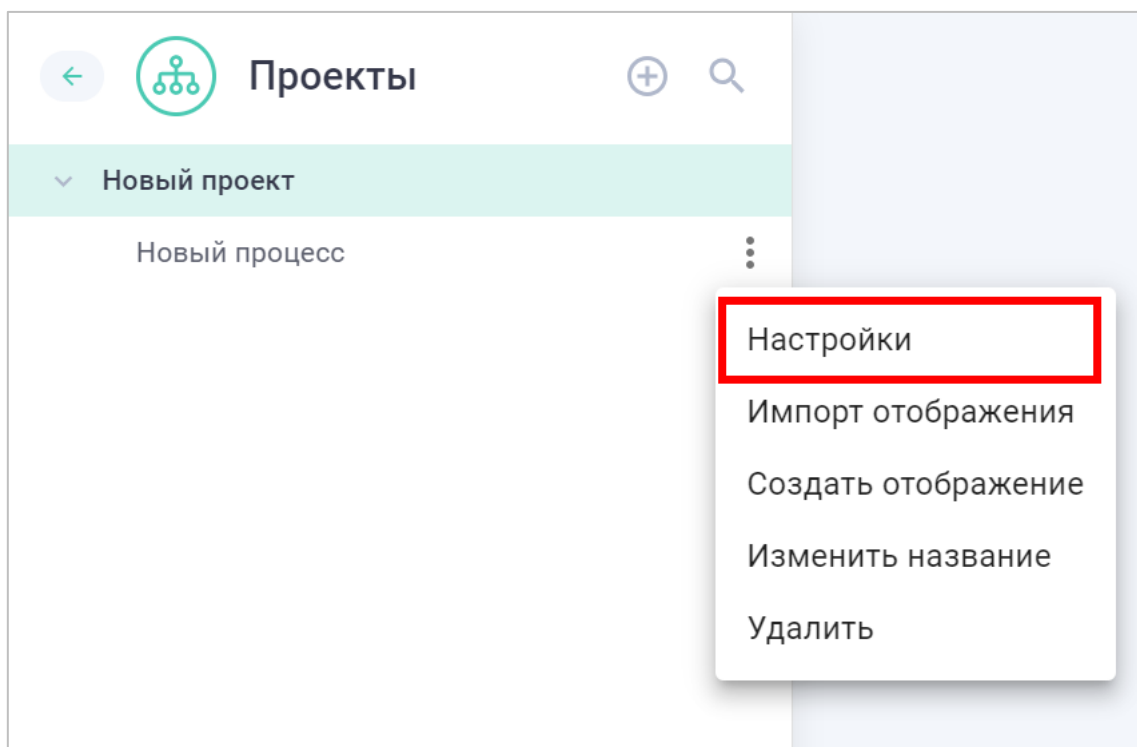 Проекты
Новый проект
Новый процесс
Настройки
Импорт отображения
Создать отображение
Изменить название
Удалить